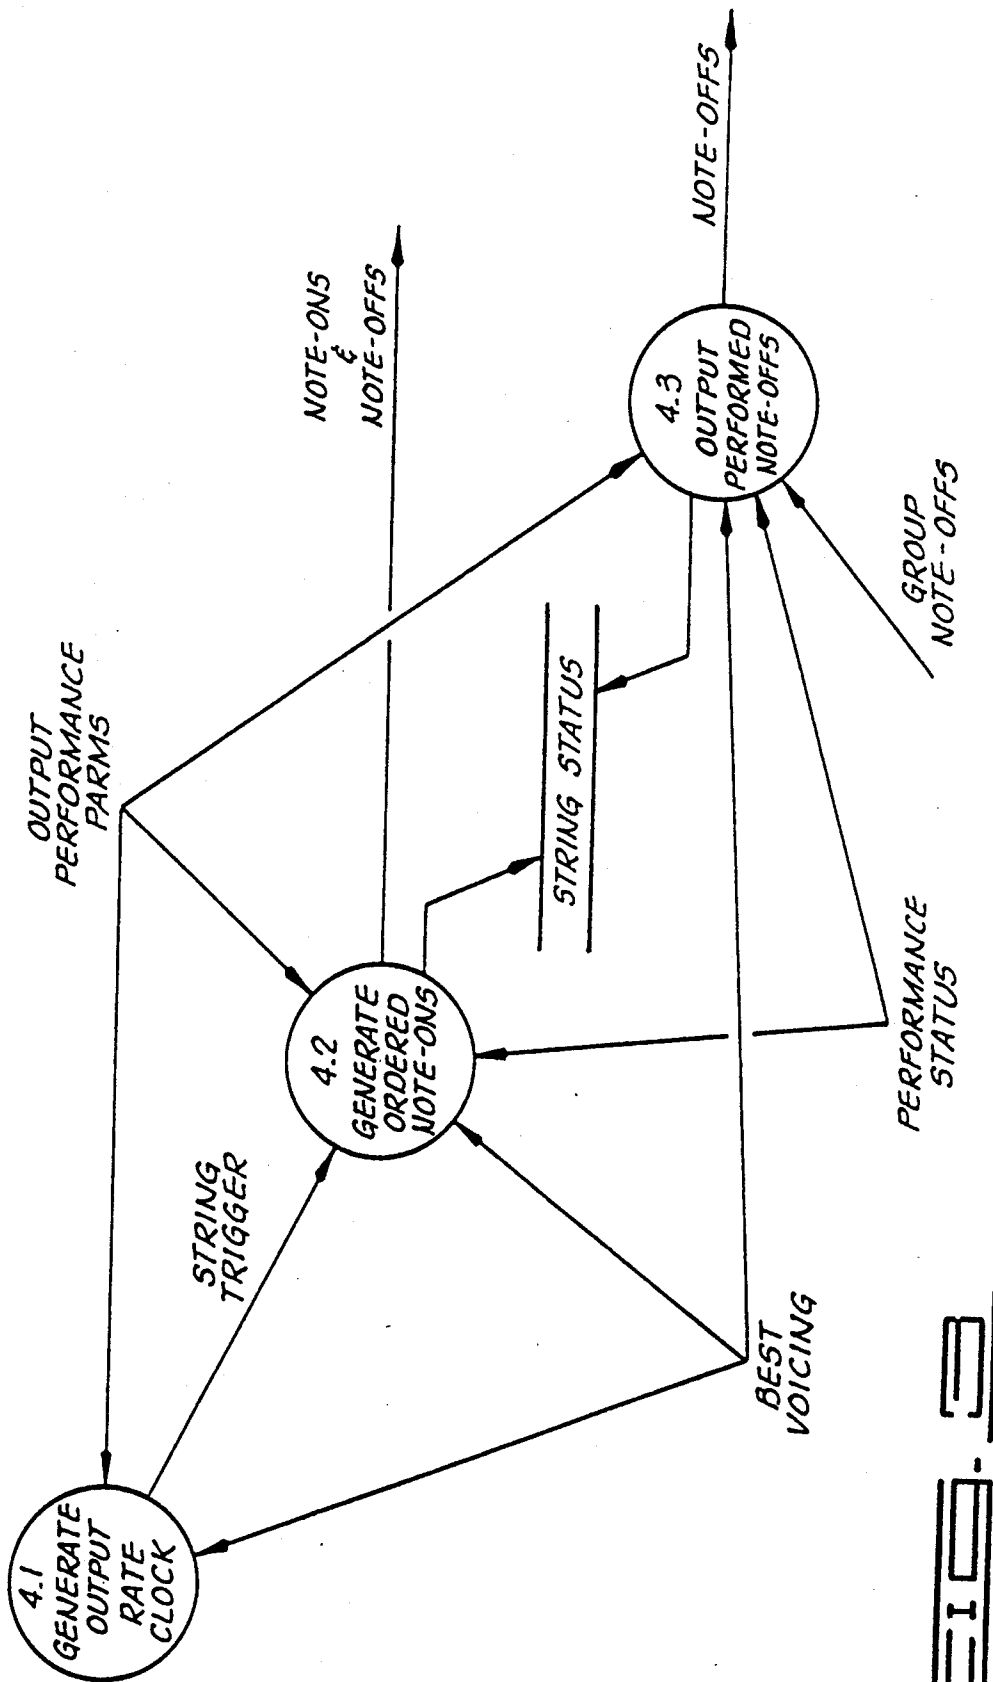 OUTPUT
PERFORMANCE
PARMS
NOTE-ONS
&
NOTE-OFFS
4.1
GENERATE
OUTPUT
RATE
CLOCK
STRING
TRIGGER
4.2
GENERATE
ORDERED
NOTE-ONS
STRING STATUS
4.3
OUTPUT
PERFORMED
NOTE-OFFS
NOTE-OFFS
BEST
VOICING
PERFORMANCE
STATUS
GROUP
NOTE-OFFS